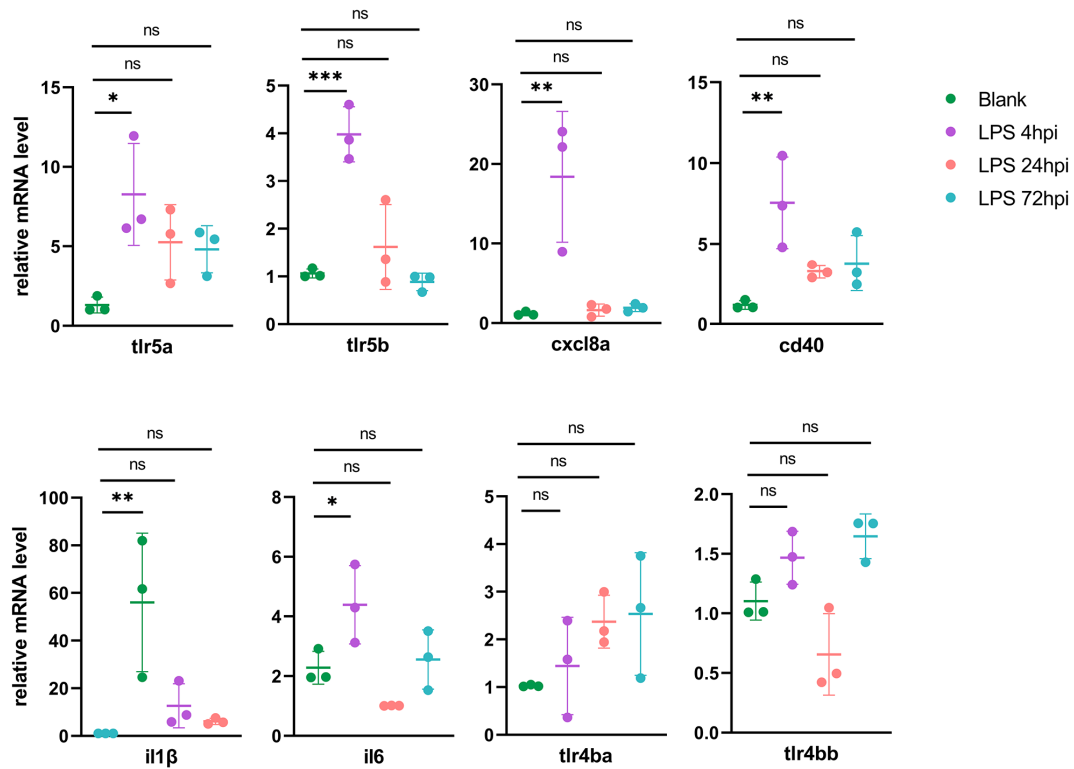 ns
ns
*
relative mRNA level
15
10
5
0
tlr5a
ns
ns
***
5
4
3
2
1
0
tlr5b
ns
ns
**
30
20
10
0
cxcl8a
ns
ns
**
15
10
5
0
cd40
Blank
LPS 4hpi
LPS 24hpi
LPS 72hpi
ns
ns
**
relative mRNA level
100
80
60
40
20
0
il1β
ns
ns
*
8
6
4
2
0
il6
ns
ns
ns
5
4
3
2
1
0
tlr4ba
ns
ns
ns
2.0
1.5
1.0
0.5
0.0
tlr4bb